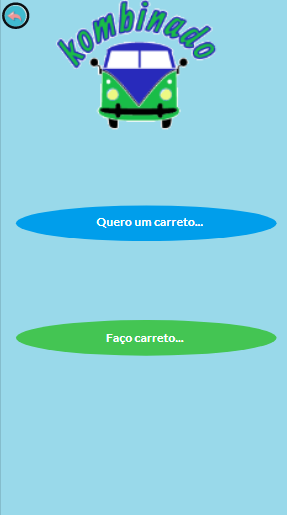 kombinado
Quero um carreto...
Faço carreto...